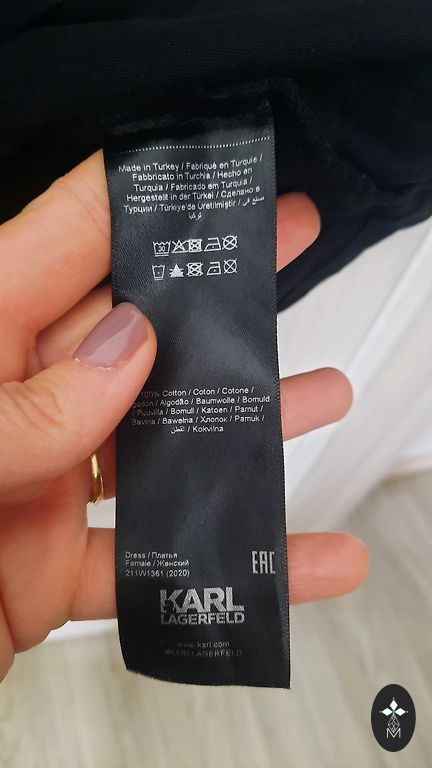 Made in Turkey / Fabriqué en Turquie /
Fabbricato in Turchia / Hecho en
Turquía / Fabricado em Turquia /
Hergestellt in der Türkei / Сделано в
Турции / Türkiye'de Üretilmiştir / صنع في
تركيا
30
100% Cotton / Coton / Cotone /
Algodão / Baumwolle / Bomuld
/ Puuvilla / Bomull / Katoen / Pamut /
Bavlna / Bawełna / Хлопок / Pamuk /
القطن / Kokvilna
Dress / Платья
Female / Женский
211W1361 (2020)
EAC
KARL
LAGERFELD
www.karl.com
#KARLLAGERFELD
M